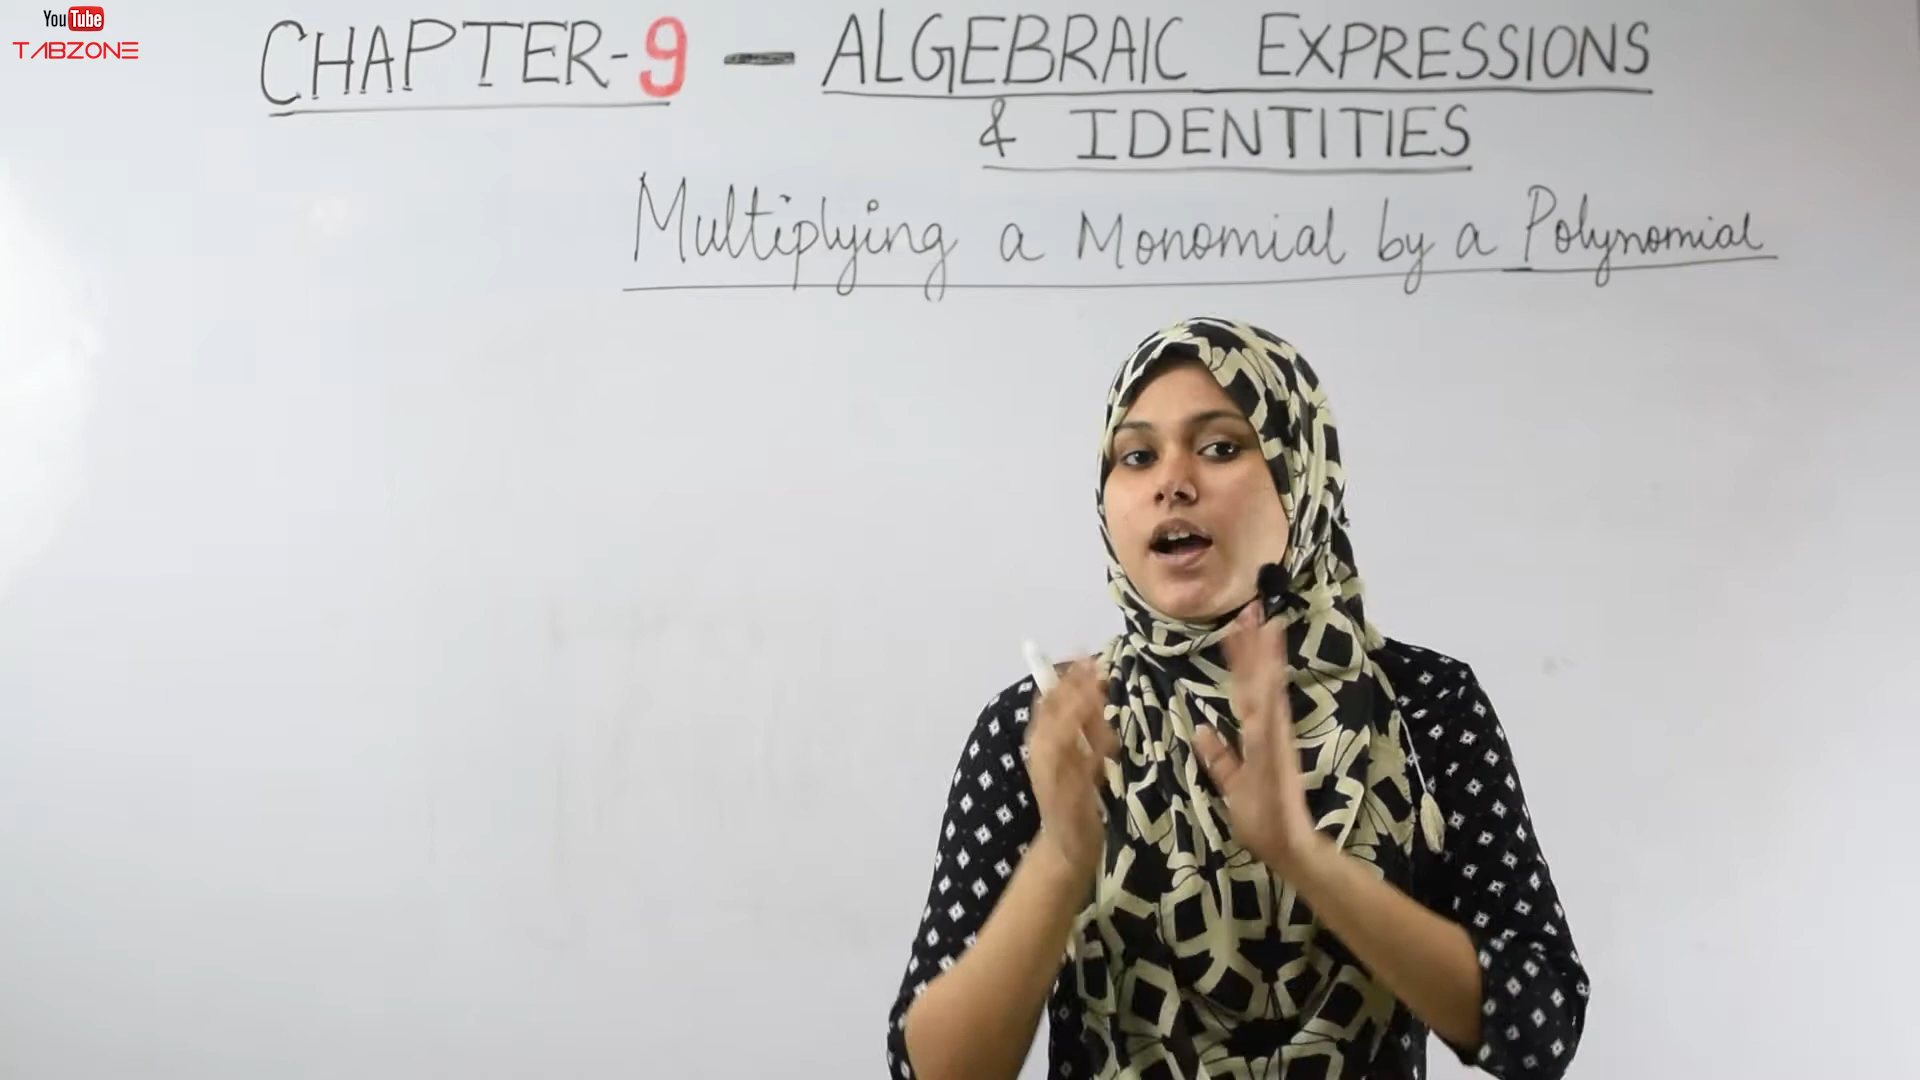 YouTube
TABZONE
CHAPTER-9 — ALGEBRAIC EXPRESSIONS
& IDENTITIES
Multiplying a Monomial by a Polynomial